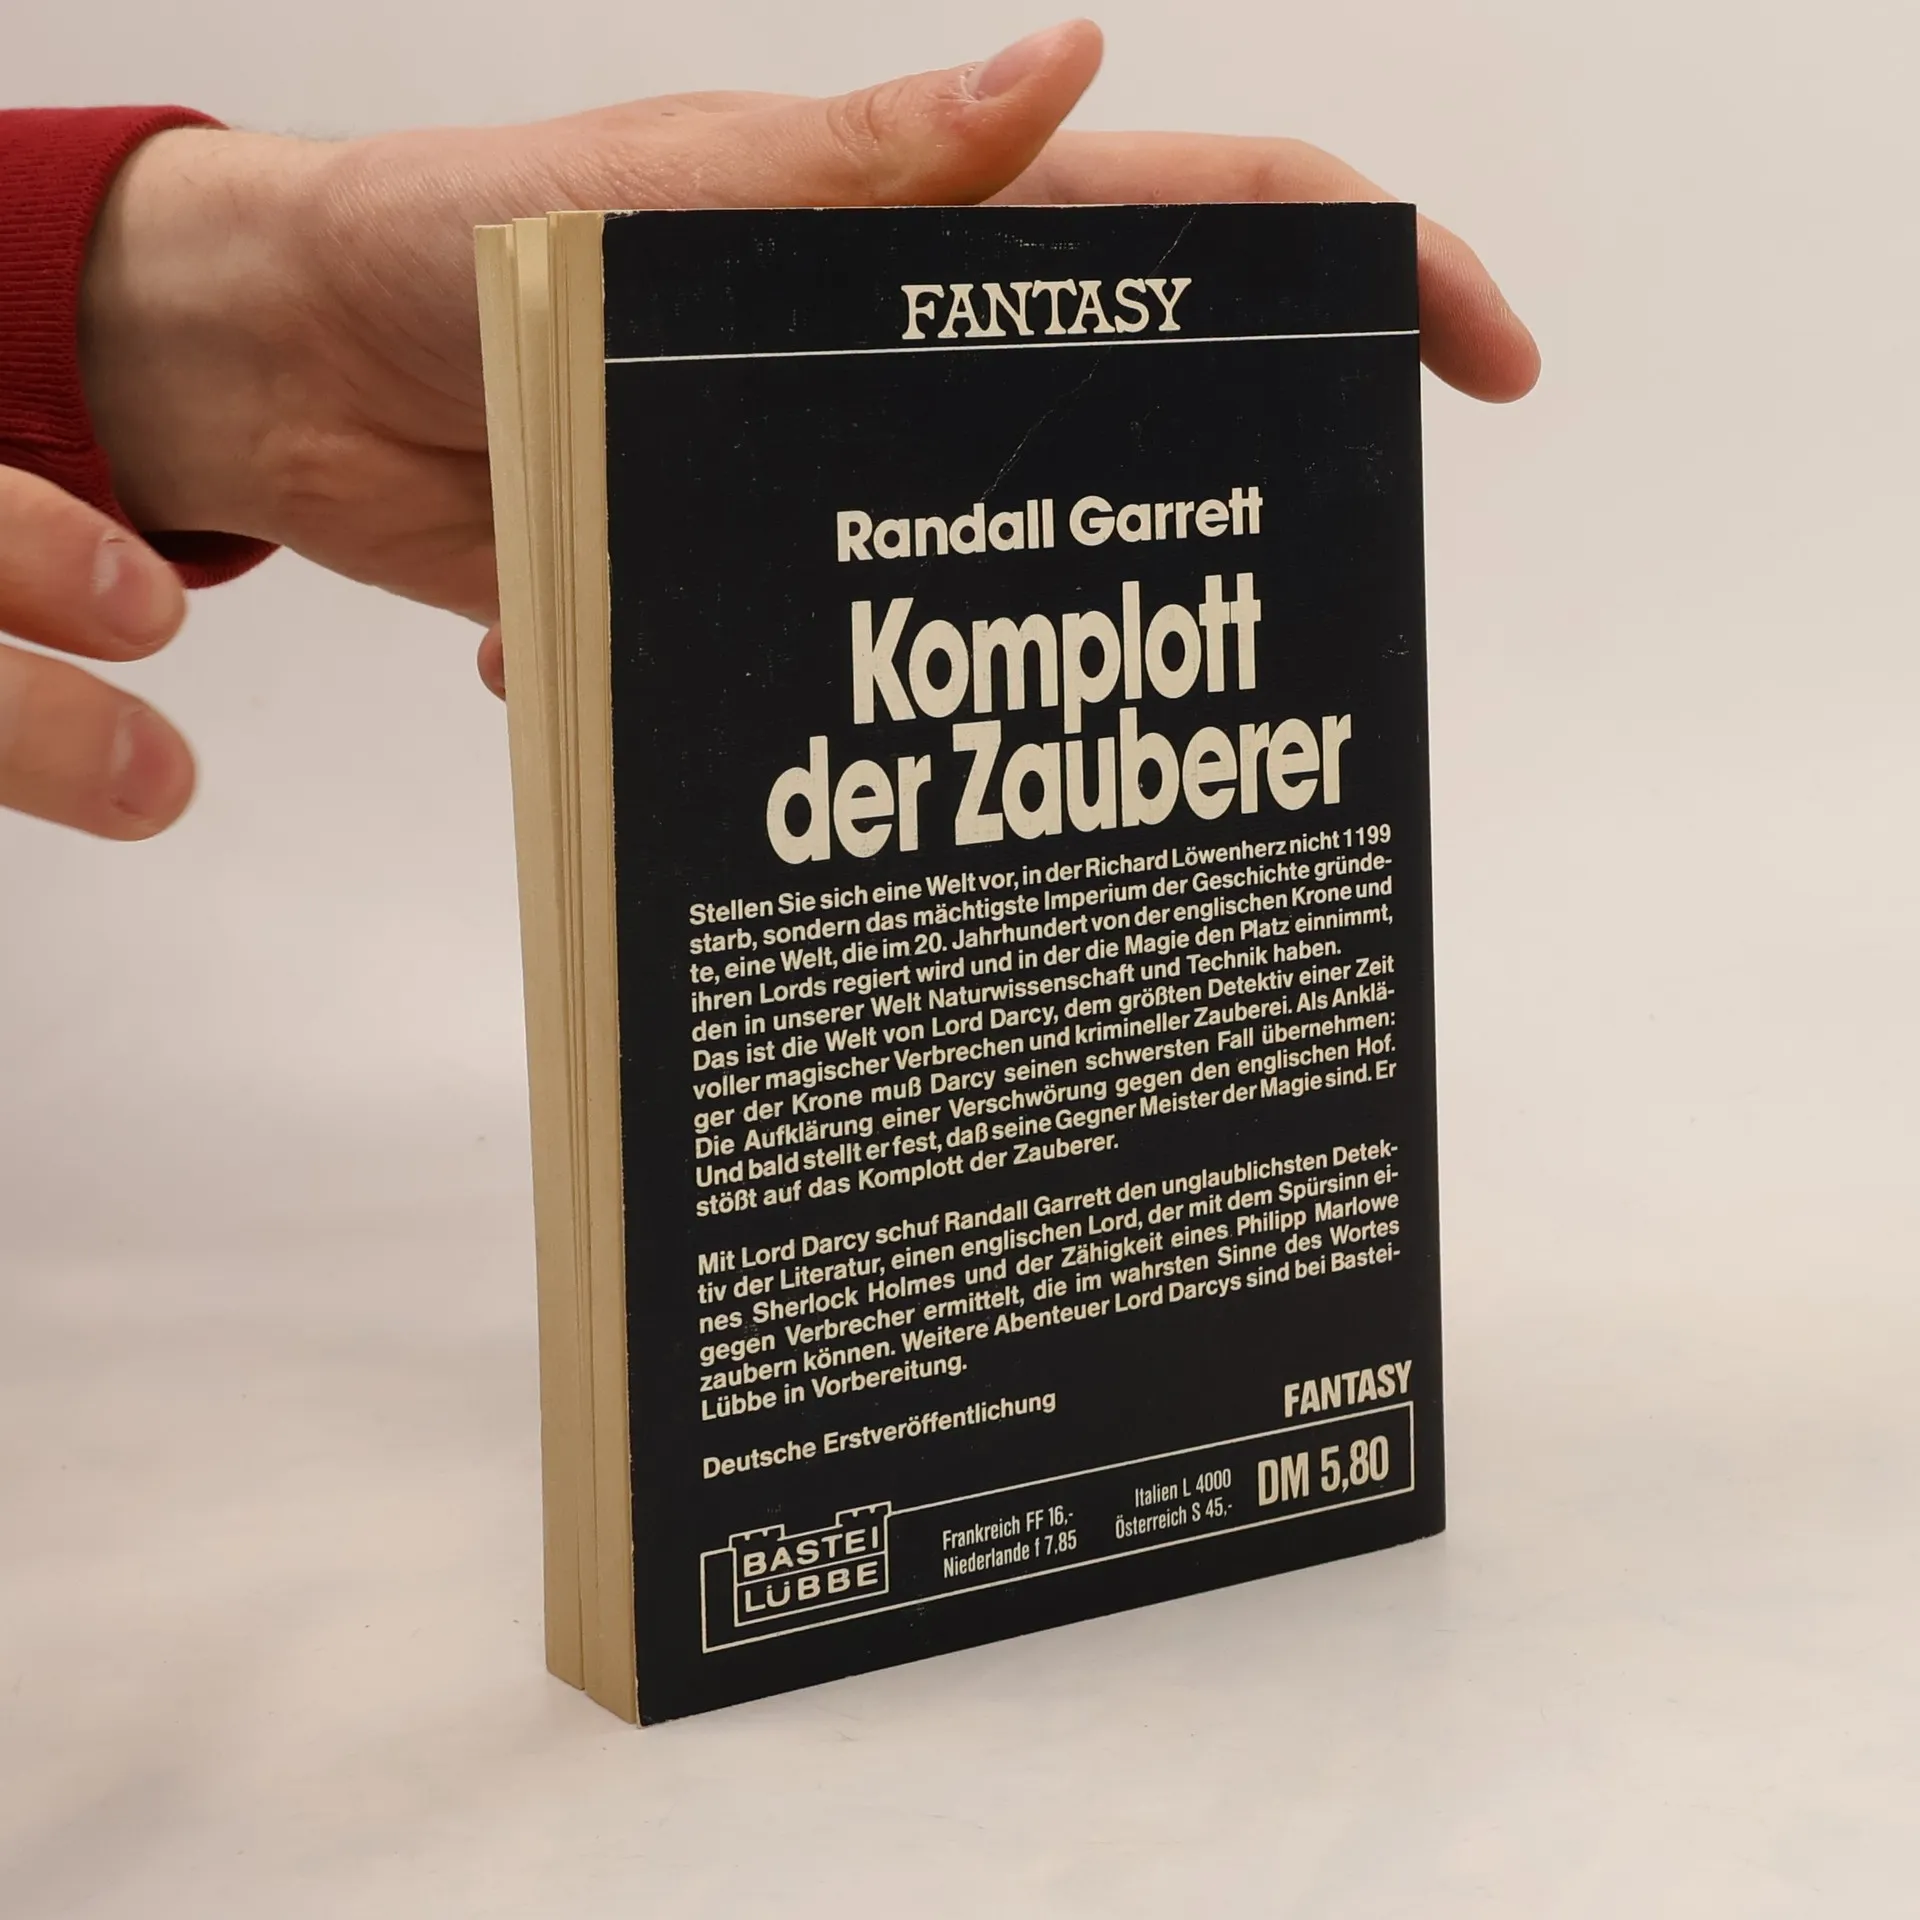 FANTASY
Randall Garrett
Komplott
der Zauberer
Stellen Sie sich eine Welt vor, in der Richard Löwenherz nicht 1199
starb, sondern das mächtigste Imperium der Geschichte gründe-
te, eine Welt, die im 20. Jahrhundert von der englischen Krone und
ihren Lords regiert wird und in der die Magie den Platz einnimmt,
den in unserer Welt Naturwissenschaft und Technik haben.
Das ist die Welt von Lord Darcy, dem größten Detektiv einer Zeit
voller magischer Verbrechen und krimineller Zauberei. Als Anklä-
ger der Krone muß Darcy seinen schwersten Fall übernehmen:
Die Aufklärung einer Verschwörung gegen den englischen Hof.
Und bald stellt er fest, daß seine Gegner Meister der Magie sind. Er
stößt auf das Komplott der Zauberer.
Mit Lord Darcy schuf Randall Garrett den unglaublichsten Detek-
tiv der Literatur, einen englischen Lord, der mit dem Spürsinn ei-
nes Sherlock Holmes und der Zähigkeit eines Philipp Marlowe
gegen Verbrecher ermittelt, die im wahrsten Sinne des Wortes
zaubern können. Weitere Abenteuer Lord Darcys sind bei Bastei-
Lübbe in Vorbereitung.
Deutsche Erstveröffentlichung
FANTASY
BASTEI
LÜBBE
Frankreich FF 16,-
Niederlande f 7,85
Italien L 4000
Österreich S 45,-
DM 5,80